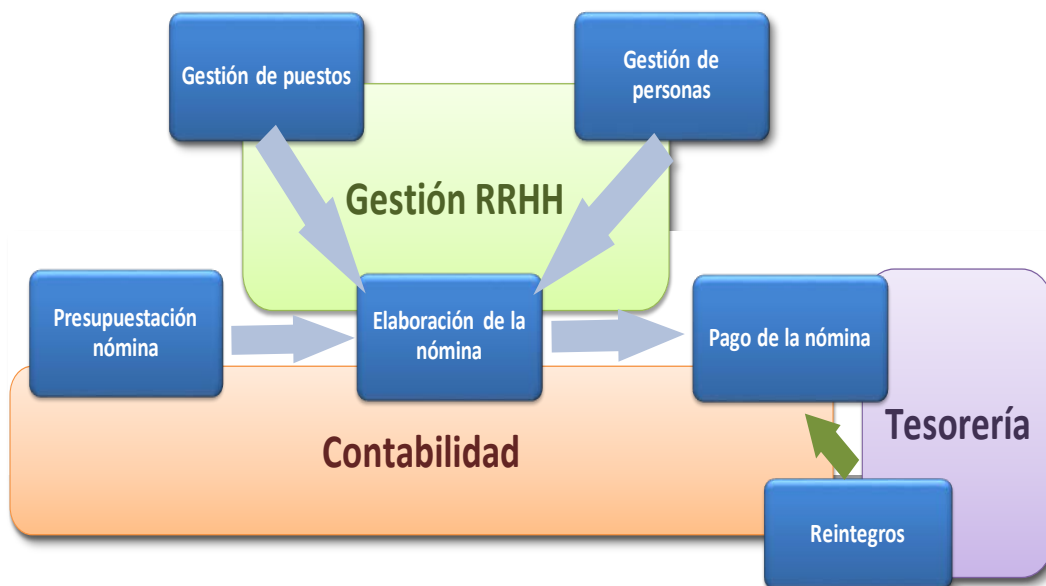 Gestión de puestos
Gestión de
personas
Gestión RRHH
Presupuestación
nómina
Elaboración de la
nómina
Pago de la nómina
Tesorería
Contabilidad
Reintegros